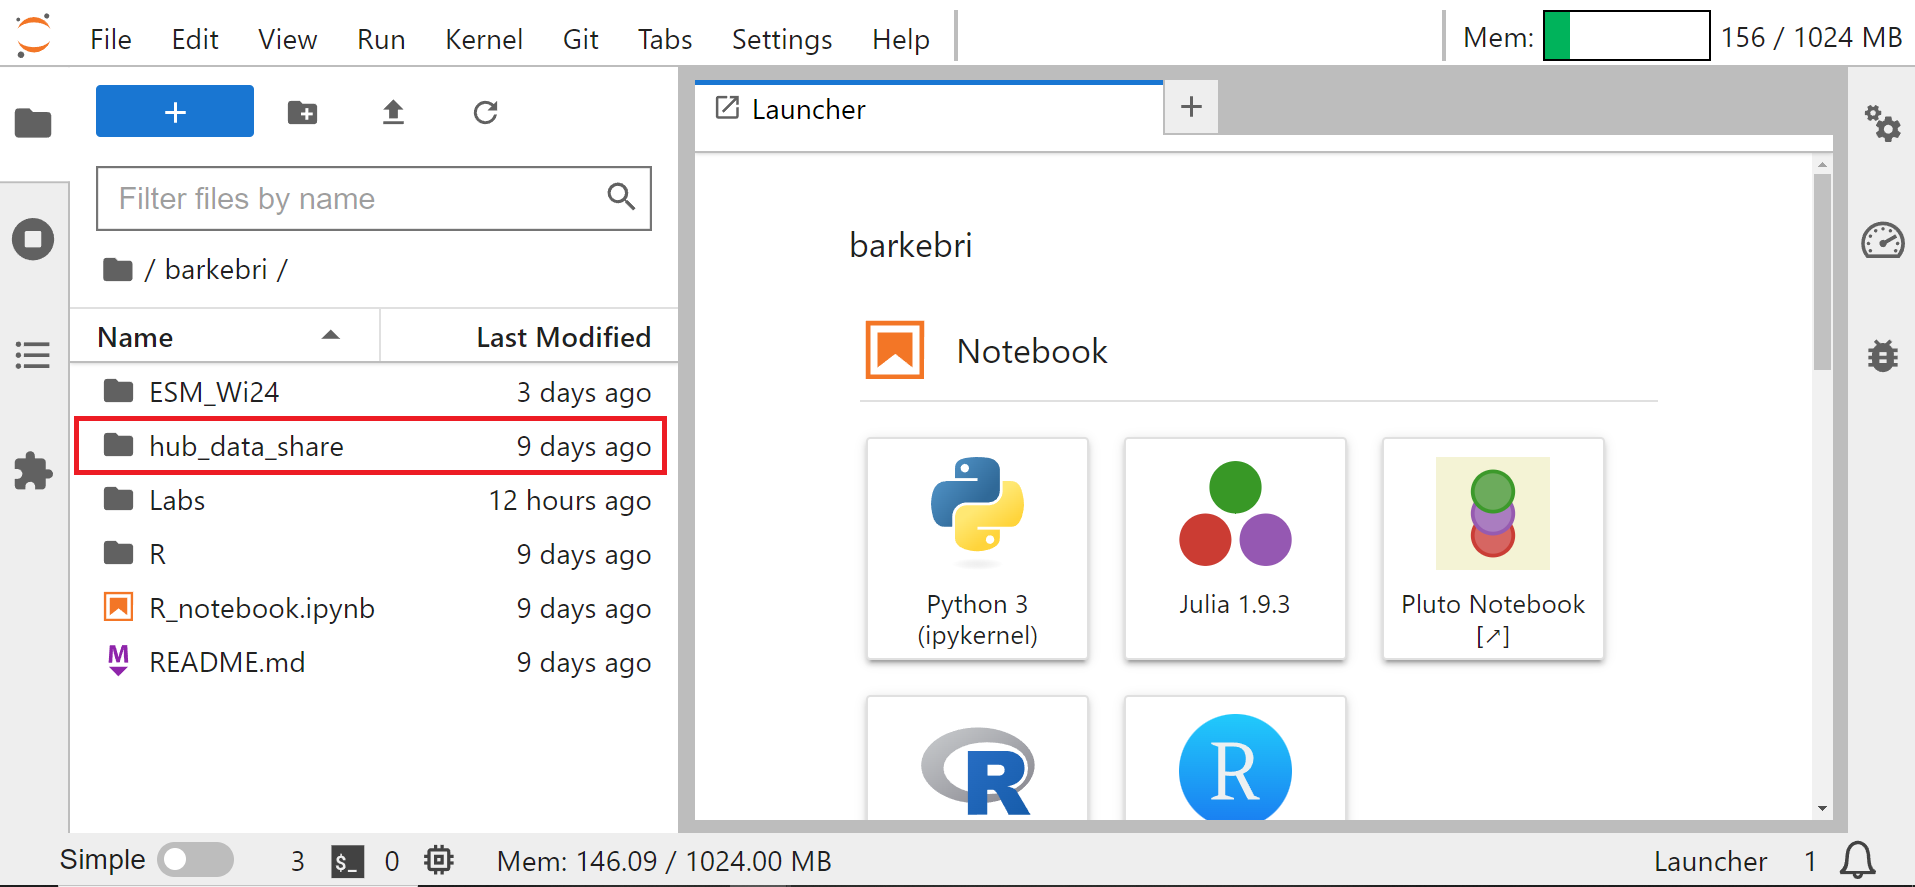 File Edit View Run Kernel Git Tabs Settings Help Mem: 156 / 1024 MB
+
Launcher +
Filter files by name
/ barkebri /
Name Last Modified
ESM_Wi24 3 days ago
hub_data_share 9 days ago
Labs 12 hours ago
R 9 days ago
R_notebook.ipynb 9 days ago
M README.md 9 days ago
barkebri
Notebook
Python 3
(ipykernel)
Julia 1.9.3
Pluto Notebook
[↗]
R
R
Simple 3 $_ 0 Mem: 146.09 / 1024.00 MB Launcher 1